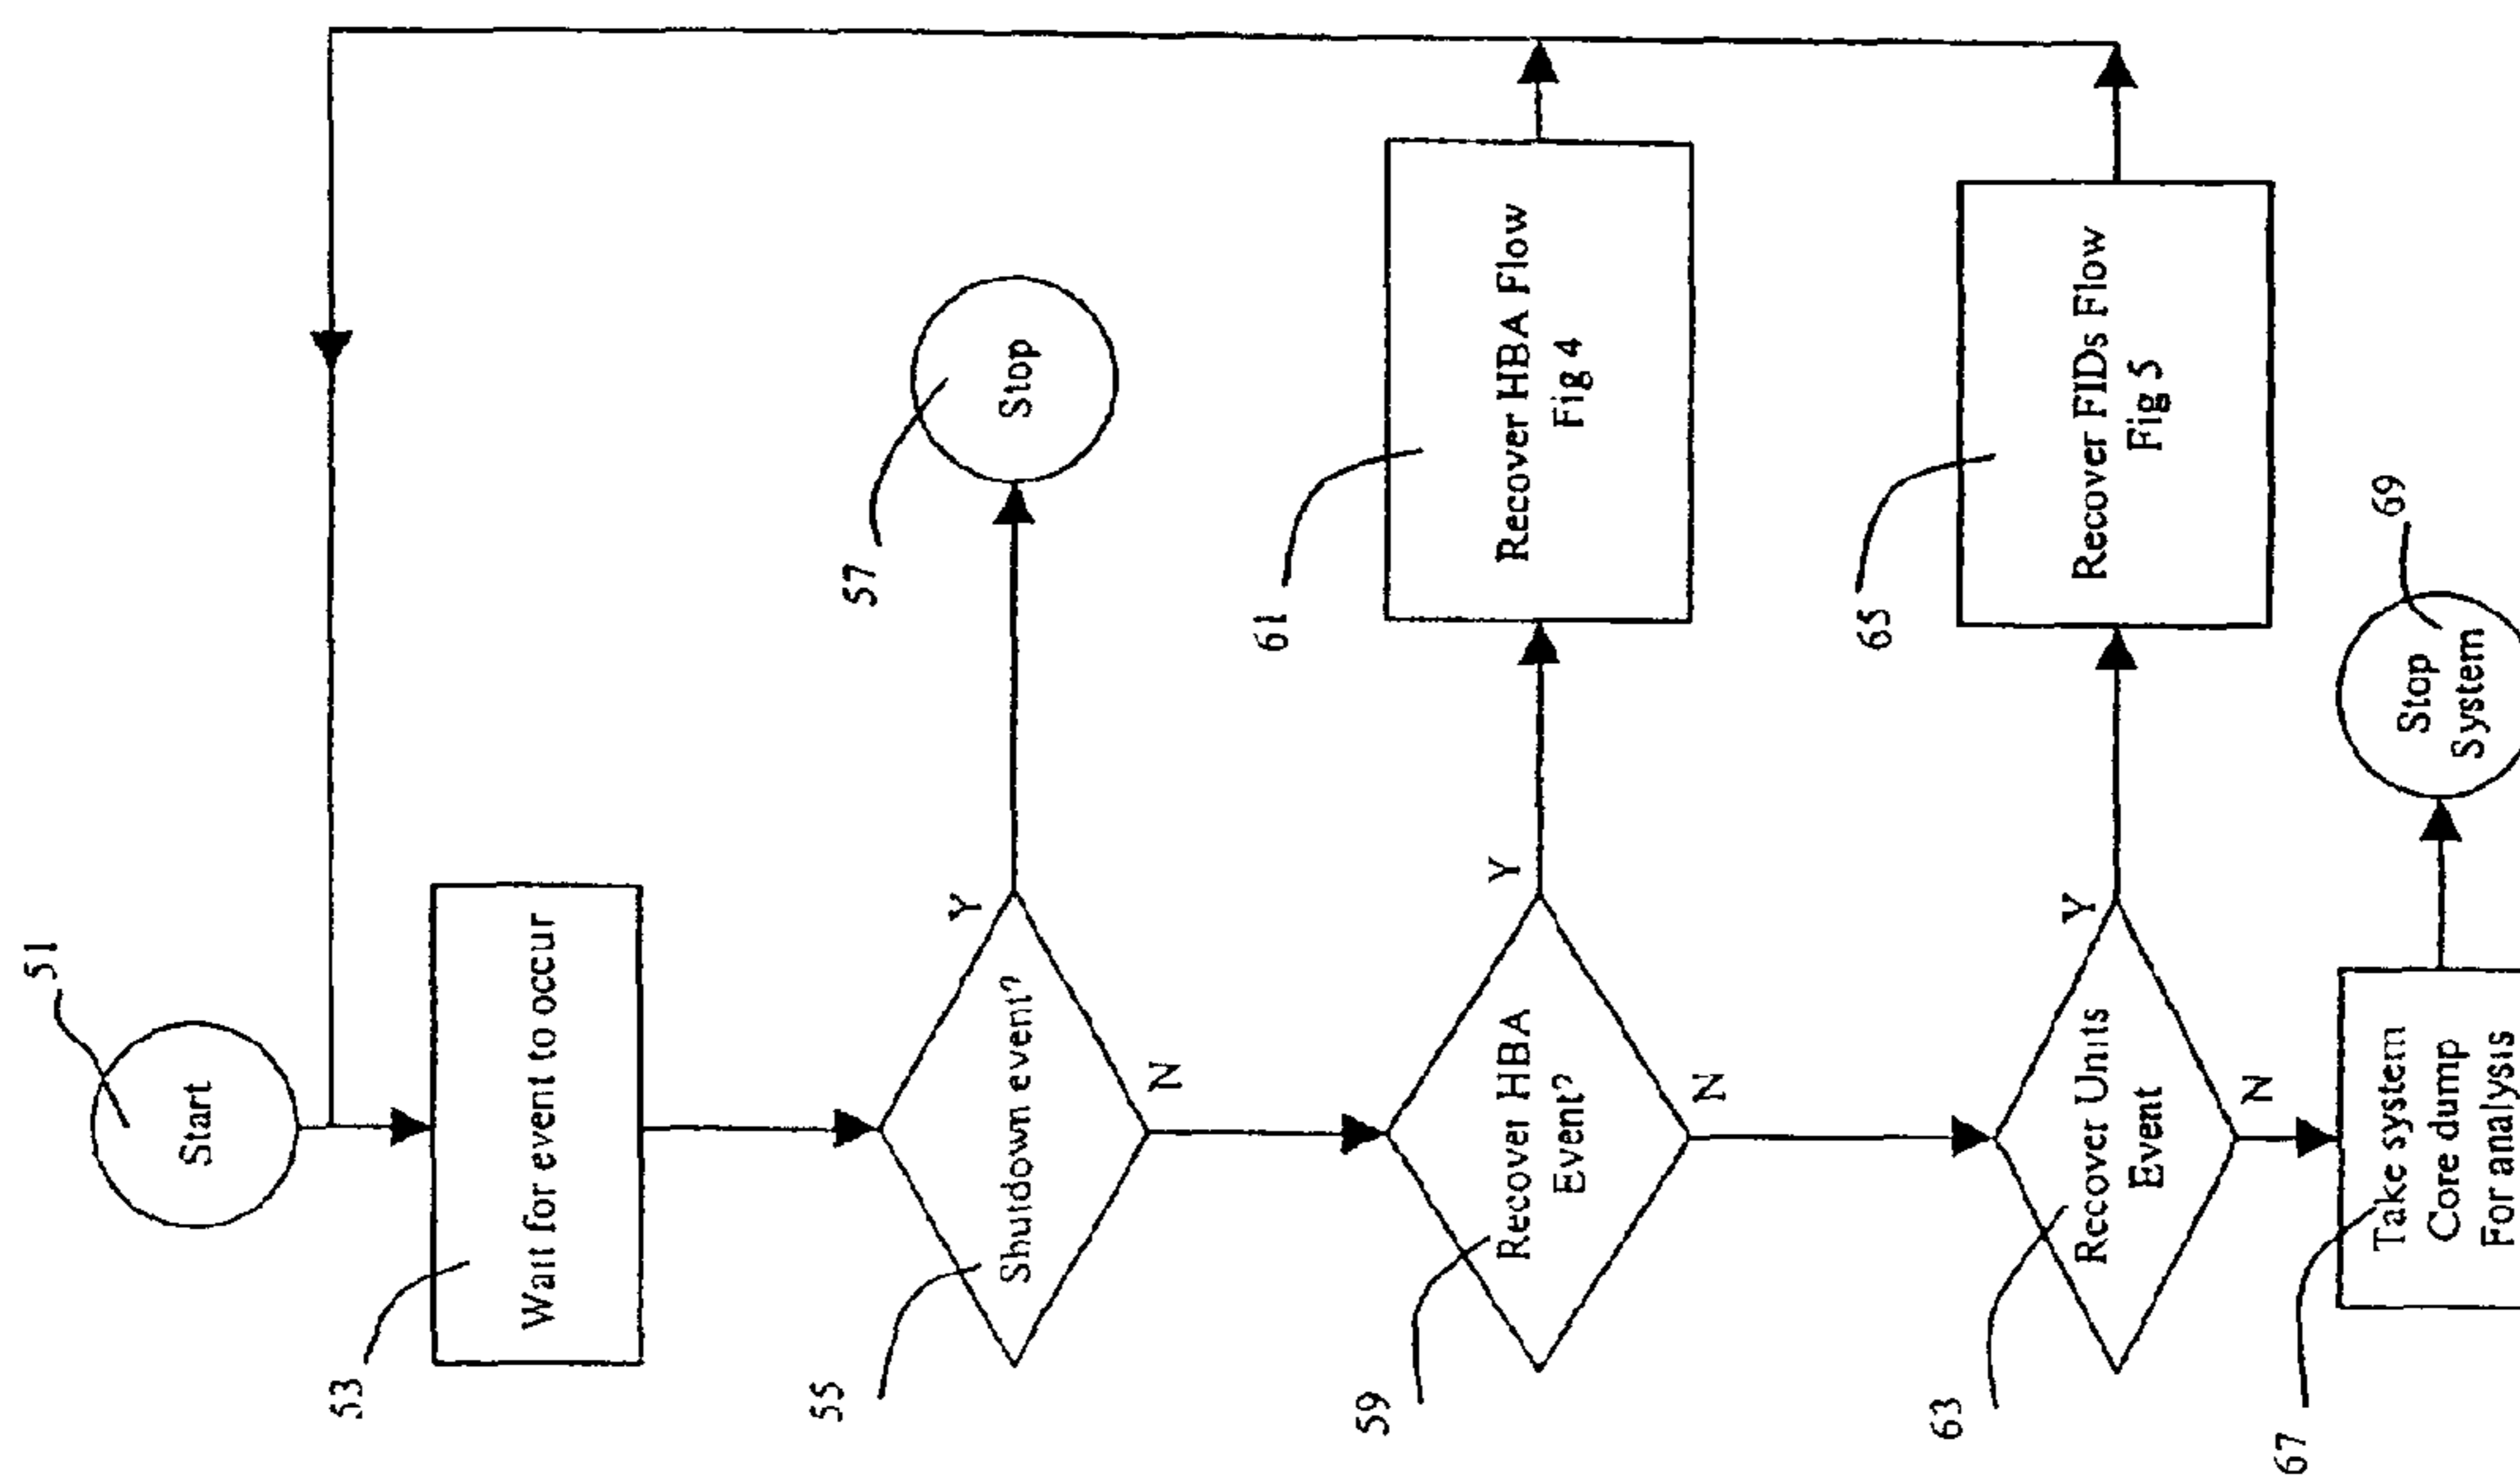 51
Start
53
Wait for event to occur
55
Shutdown event?
Y
N
57
Stop
59
Recover HBA
Event?
Y
N
61
Recover HBA Flow
Fig 4
63
Recover Units
Event
Y
N
65
Recover FIDs Flow
Fig 5
67
Take system
Core dump
For analysis
69
Stop
System